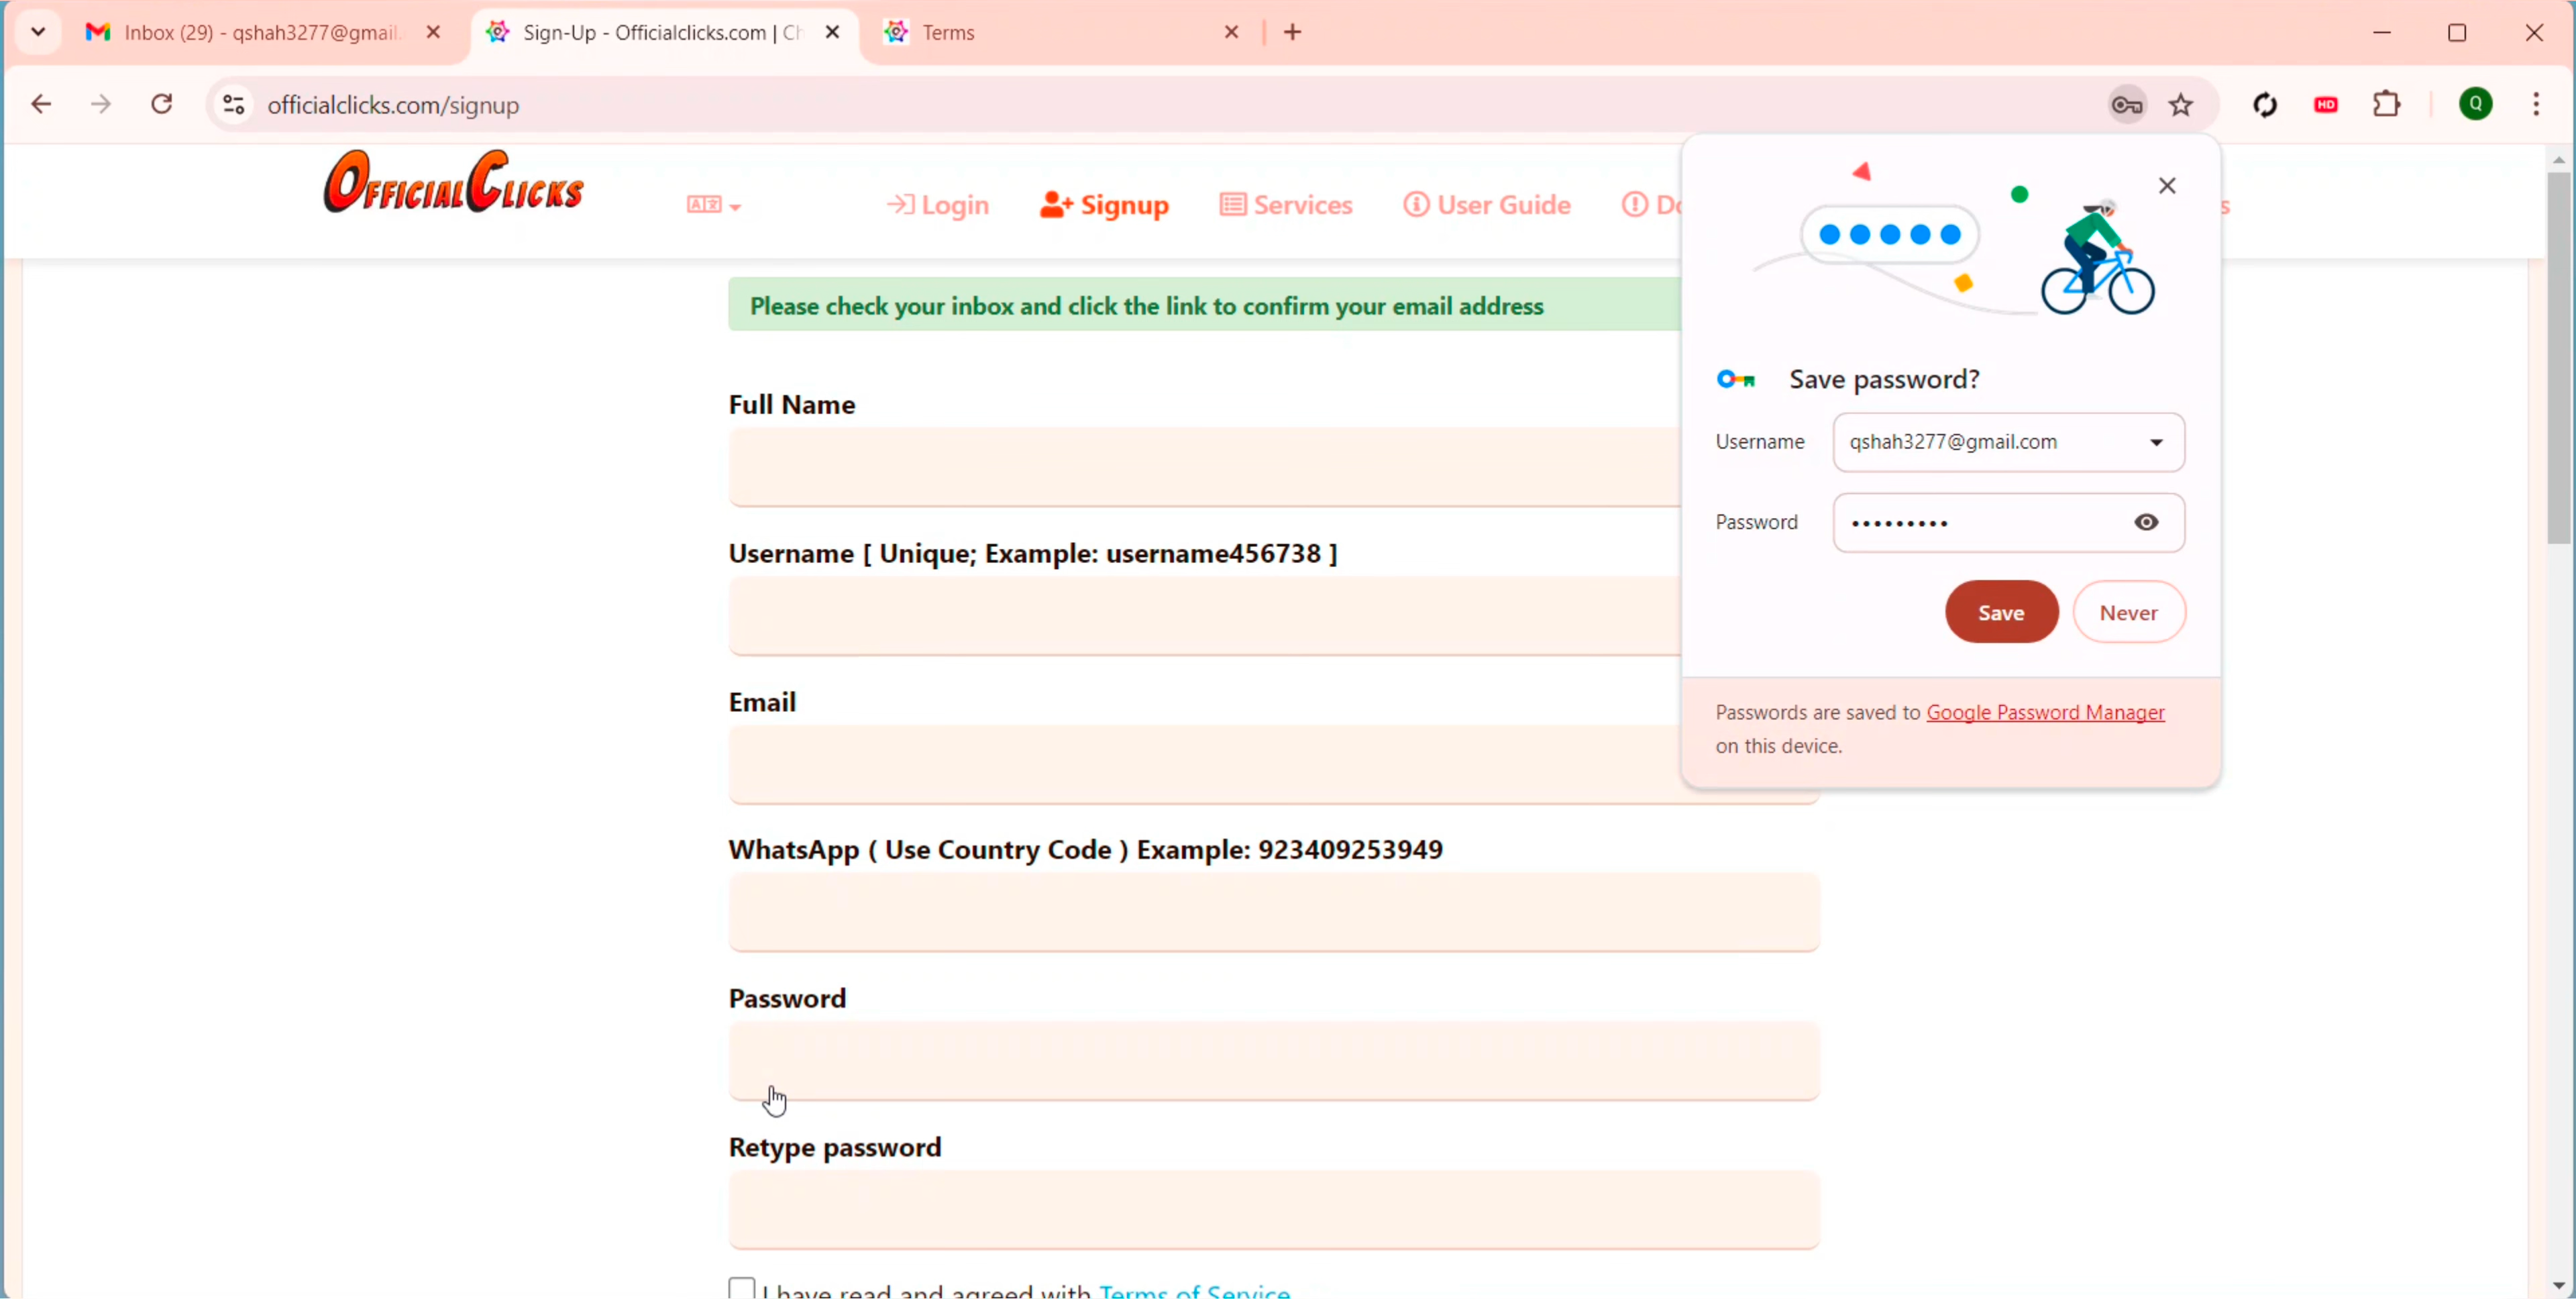 Inbox (29) - qshah3277@gmail.
Sign-Up - Officialclicks.com | Ch
Terms
officialclicks.com/signup
HD
Q
OFFICIALCLICKS
Login
Signup
Services
User Guide
Do
s
Please check your inbox and click the link to confirm your email address
Full Name
Username [ Unique; Example: username456738 ]
Email
WhatsApp ( Use Country Code ) Example: 923409253949
Password
Retype password
I have read and agreed with Terms of Service
Save password?
Username qshah3277@gmail.com
Password •••••••••
Save Never
Passwords are saved to Google Password Manager
on this device.